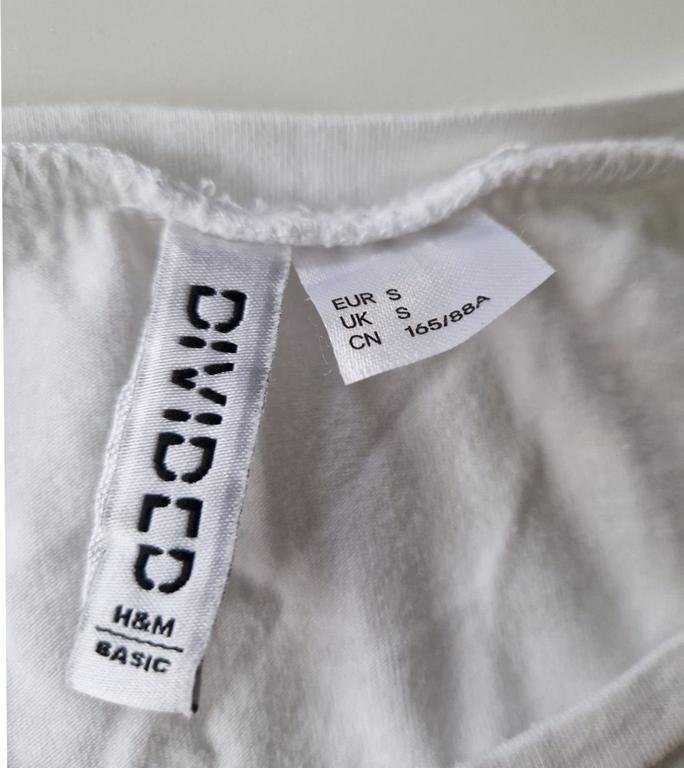 DIVIDED
H&M
BASIC
EUR S
UK S
CN 165/88A